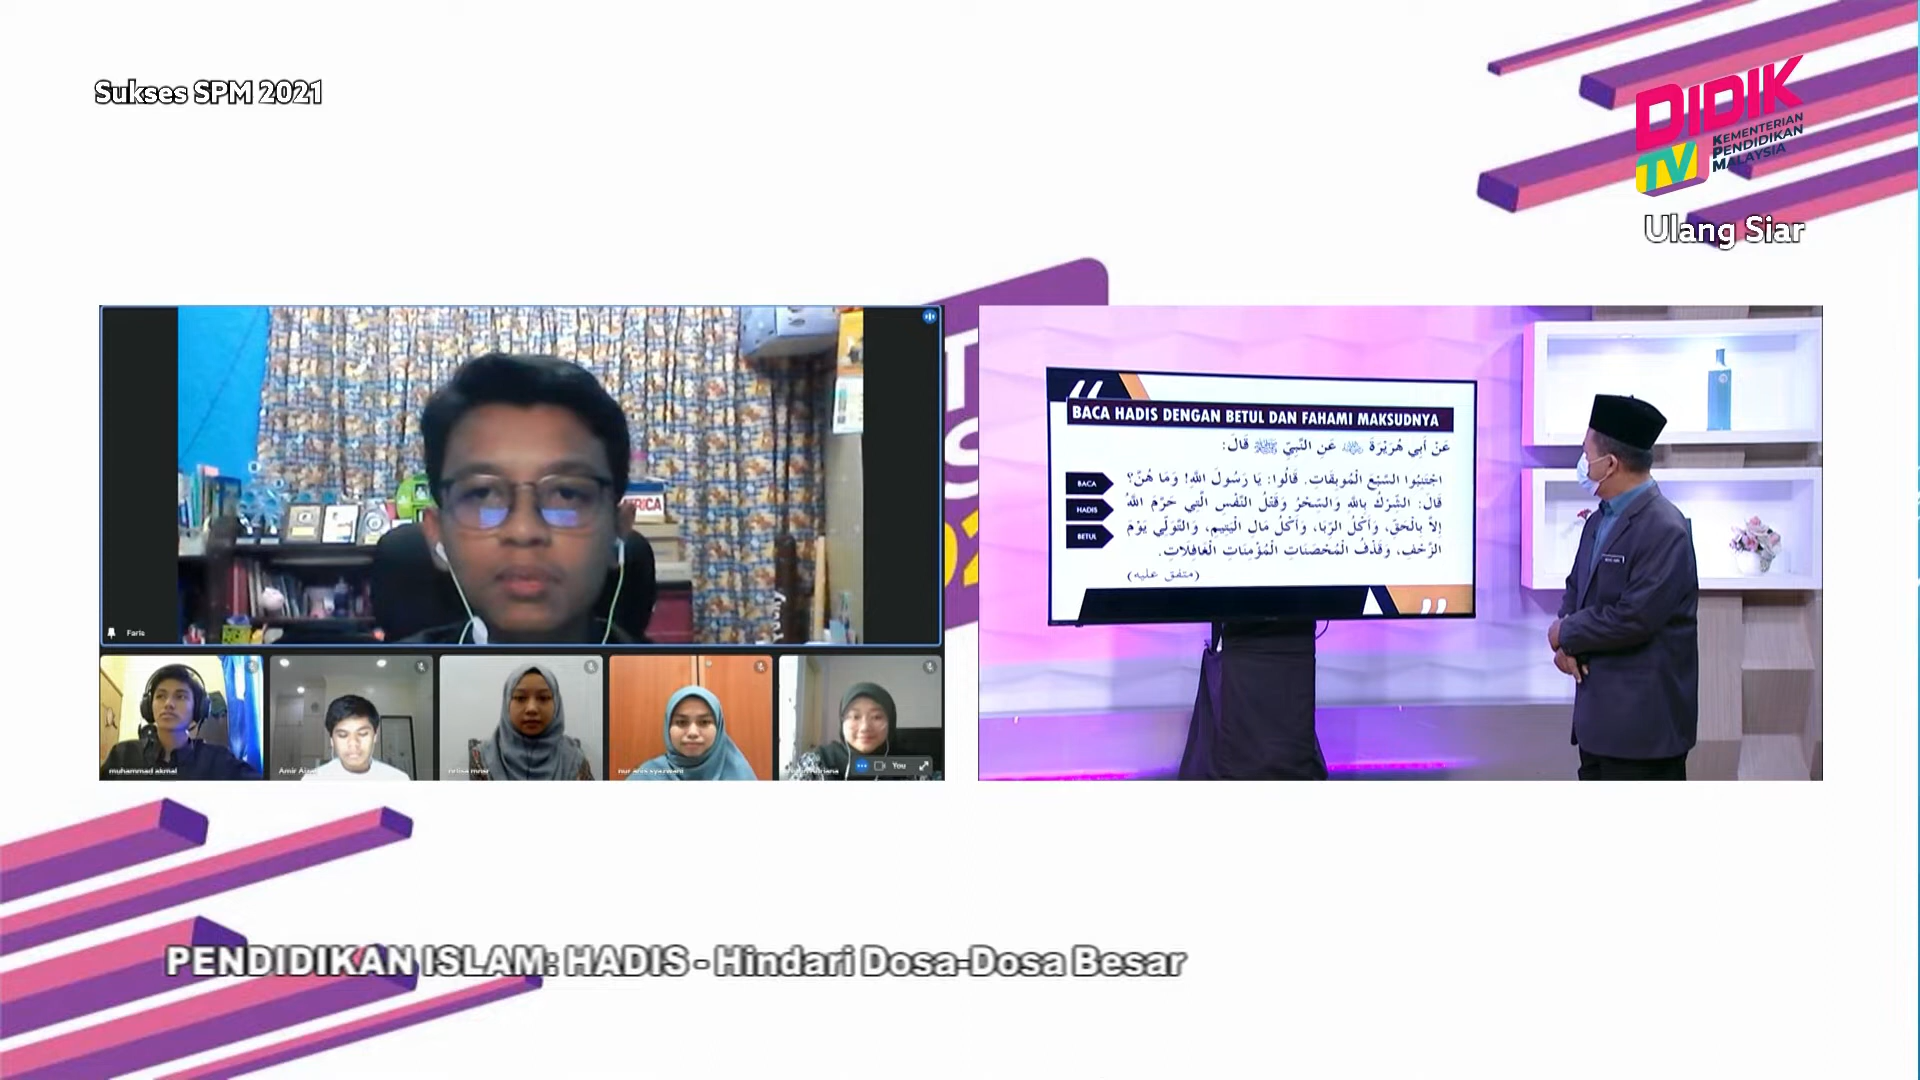 Sukses SPM 2021
DIDIK
TV
KEMENTERIAN
PENDIDIKAN
MALAYSIA
Ulang Siar
Faris
muhammad akmal
Amir
You
BACA HADIS DENGAN BETUL DAN FAHAMI MAKSUDNYA
عَنْ أَبِي هُرَيْرَةَ ﵁ عَنِ النَّبِيِّ ﷺ قَالَ:
BACA
HADIS
BETUL
اجْتَنِبُوا السَّبْعَ الْمُوبِقَاتِ. قَالُوا: يَا رَسُولَ اللَّهِ! وَمَا هُنَّ؟
قَالَ: الشِّرْكُ بِاللهِ وَالسِّحْرُ وَقَتْلُ النَّفْسِ الَّتِي حَرَّمَ اللهُ
إِلاَّ بِالْحَقِّ، وَأَكْلُ الرِّبَا، وَأَكْلُ مَالِ الْيَتِيمِ، وَالتَّوَلِّي يَوْمَ
الزَّحْفِ، وَقَذْفُ الْمُحْصَنَاتِ الْمُؤْمِنَاتِ الْغَافِلَاتِ.
(متفق عليه)
PENDIDIKAN ISLAM: HADIS - Hindari Dosa-Dosa Besar